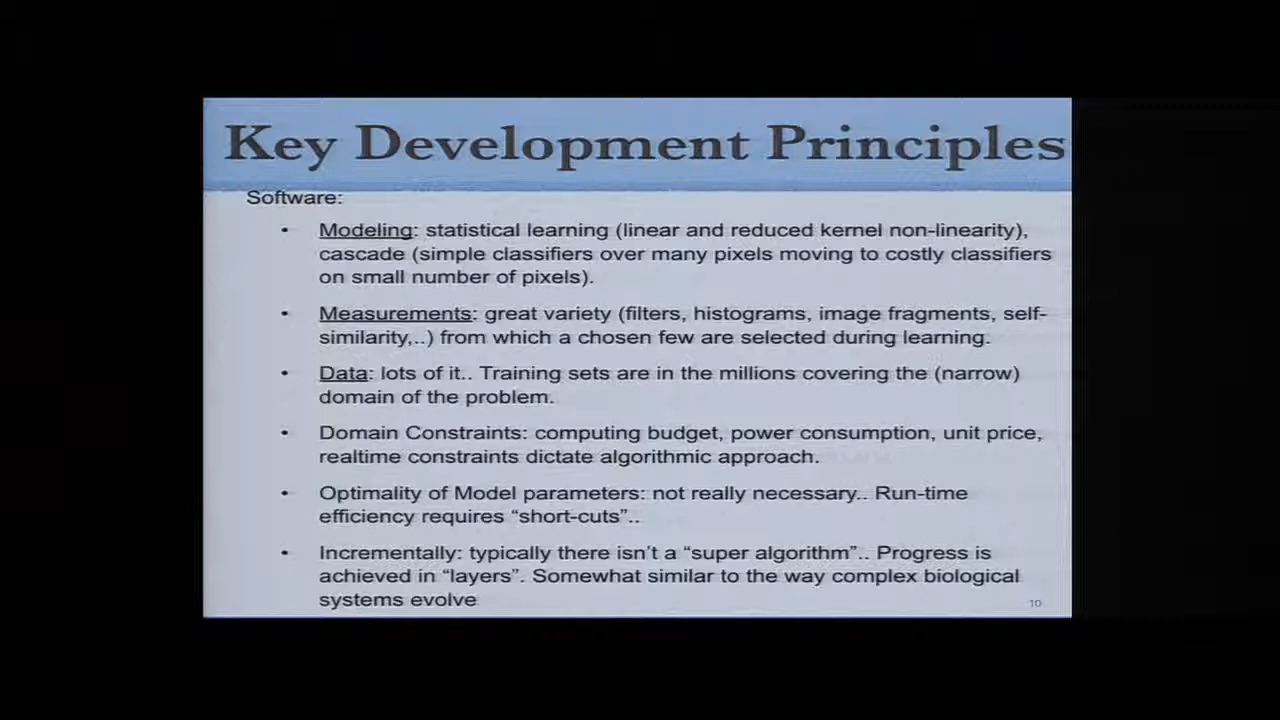 Key Development Principles
Software:
• Modeling: statistical learning (linear and reduced kernel non-linearity),
cascade (simple classifiers over many pixels moving to costly classifiers
on small number of pixels).
• Measurements: great variety (filters, histograms, image fragments, self-
similarity,..) from which a chosen few are selected during learning.
• Data: lots of it.. Training sets are in the millions covering the (narrow)
domain of the problem.
• Domain Constraints: computing budget, power consumption, unit price,
realtime constraints dictate algorithmic approach.
• Optimality of Model parameters: not really necessary.. Run-time
efficiency requires “short-cuts”..
• Incrementally: typically there isn’t a “super algorithm”.. Progress is
achieved in “layers”. Somewhat similar to the way complex biological
systems evolve
10